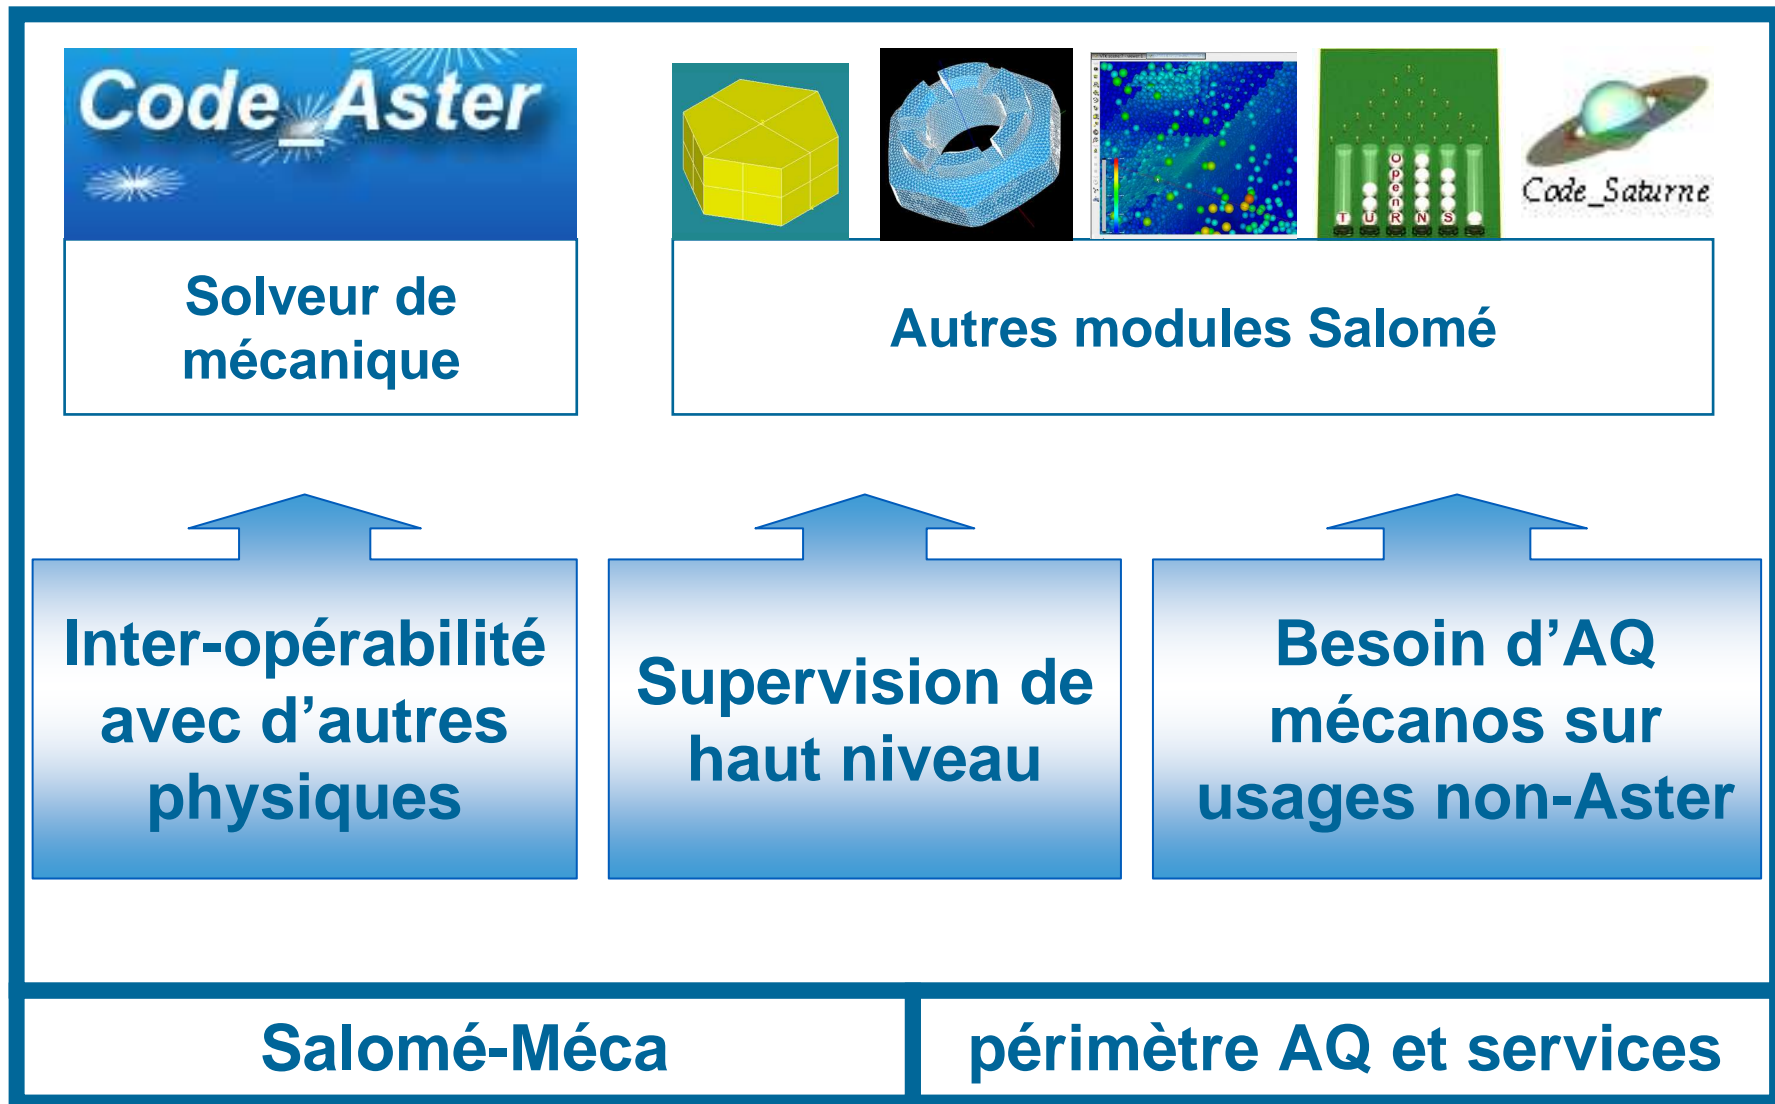 Code_Aster
Code_Saturne
Open
T U R N S
Solveur de
mécanique
Autres modules Salomé
Inter-opérabilité
avec d’autres
physiques
Supervision de
haut niveau
Besoin d’AQ
mécanos sur
usages non-Aster
Salomé-Méca
périmètre AQ et services